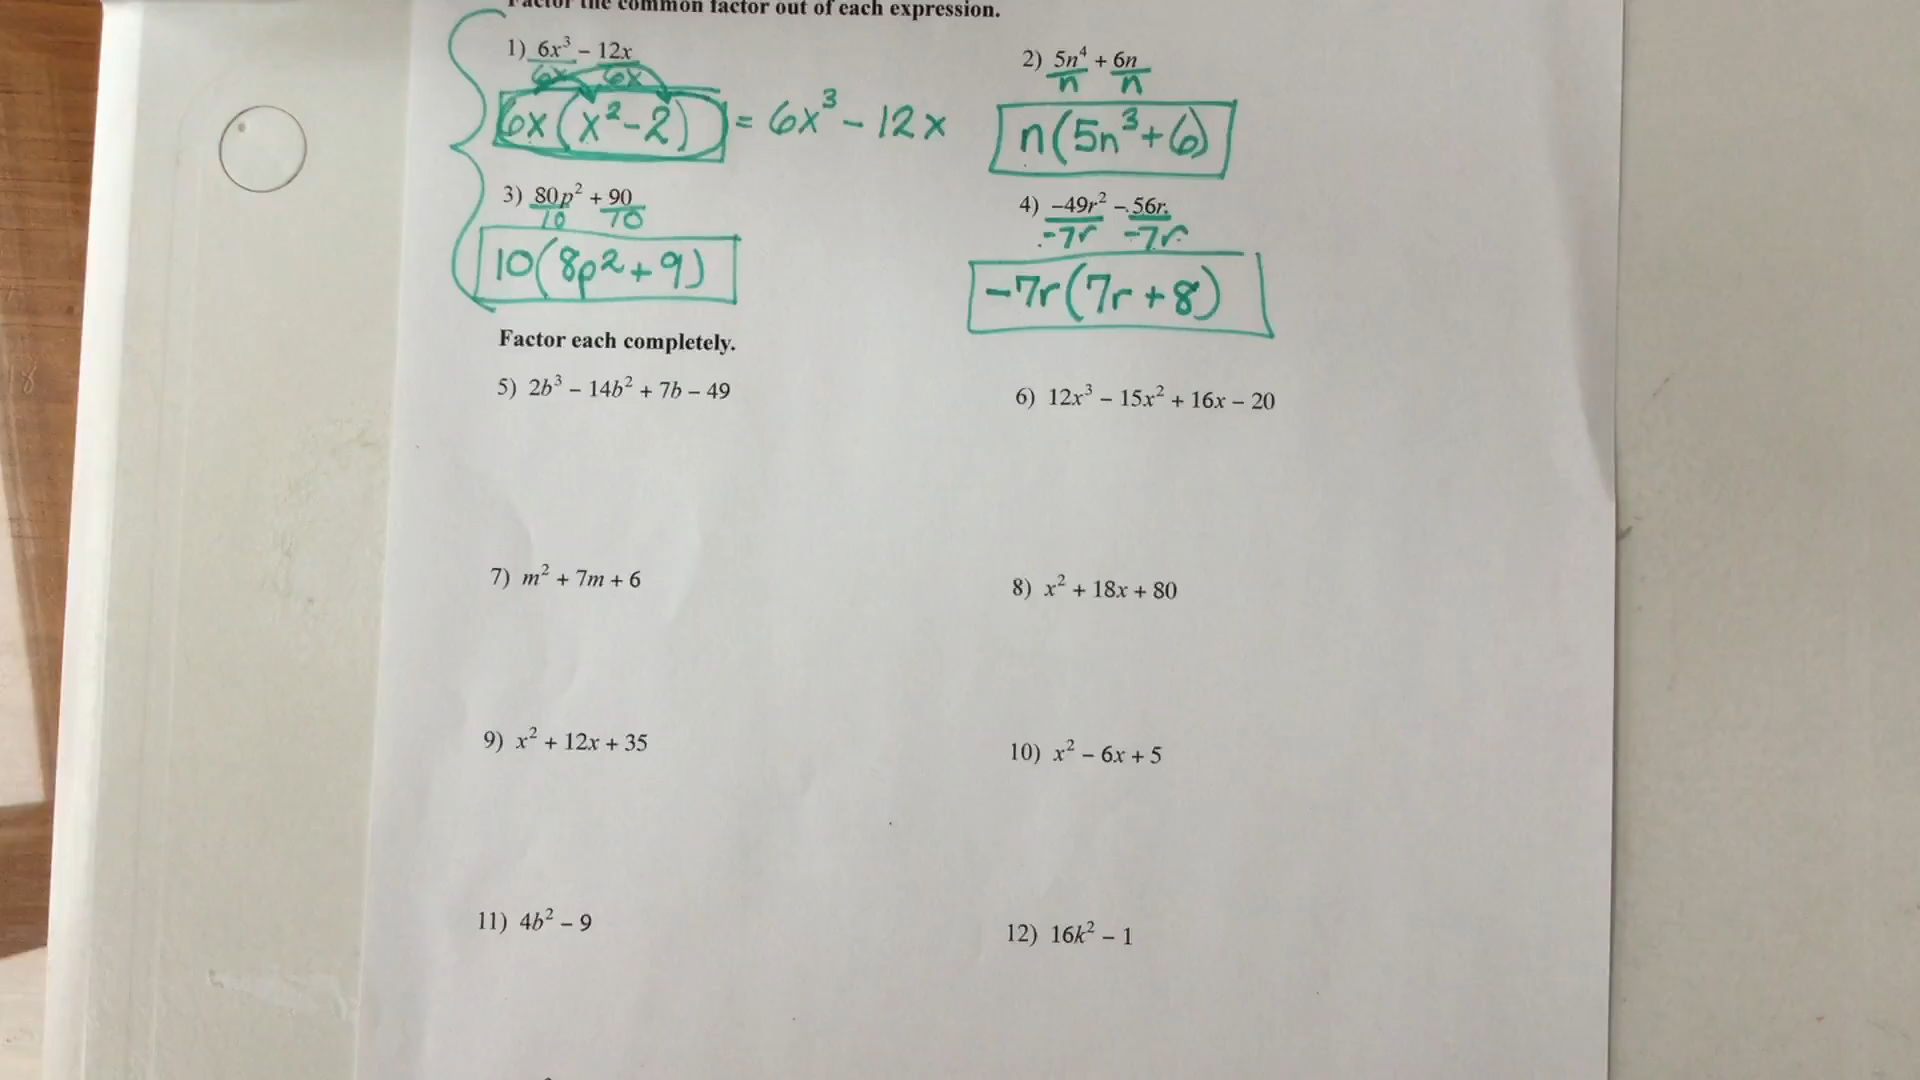 Factor the common factor out of each expression.
1) 6x³ − 12x
6x 6x
6x(x²−2) = 6x³ − 12x
2) 5n⁴ + 6n
n n
n(5n³+6)
3) 80p² + 90
10 10
10(8p²+9)
4) −49r² − 56r
-7r -7r
-7r(7r+8)
Factor each completely.
5) 2b³ − 14b² + 7b − 49
6) 12x³ − 15x² + 16x − 20
7) m² + 7m + 6
8) x² + 18x + 80
9) x² + 12x + 35
10) x² − 6x + 5
11) 4b² − 9
12) 16k² − 1